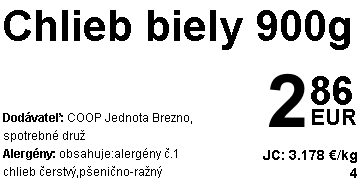 Chlieb biely 900g
2 86 EUR
Dodávateľ: COOP Jednota Brezno,
spotrebné druž
Alergény: obsahuje:alergény č.1
chlieb čerstvý,pšenično-ražný
JC: 3.178 €/kg
4